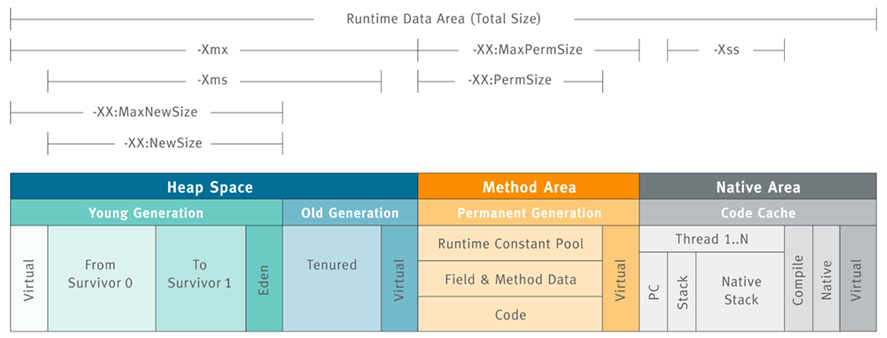 Runtime Data Area (Total Size)
-Xmx
-XX:MaxPermSize
-Xss
-Xms
-XX:PermSize
-XX:MaxNewSize
-XX:NewSize
Heap Space
Method Area
Native Area
Young Generation
Old Generation
Permanent Generation
Code Cache
Virtual
From
Survivor 0
To
Survivor 1
Eden
Tenured
Virtual
Runtime Constant Pool
Field & Method Data
Code
Virtual
Thread 1..N
PC
Stack
Native
Stack
Compile
Native
Virtual